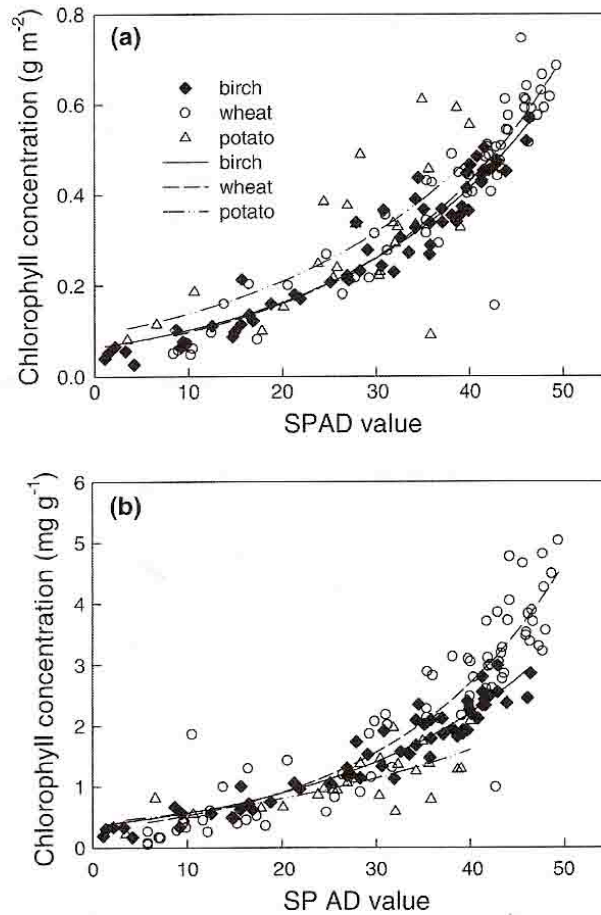 (a)
Chlorophyll concentration (g m-2)
0.8
0.6
0.4
0.2
0.0
birch
wheat
potato
birch
wheat
potato
0 10 20 30 40 50
SPAD value
(b)
Chlorophyll concentration (mg g-1)
6
5
4
3
2
1
0
0 10 20 30 40 50
SP AD value